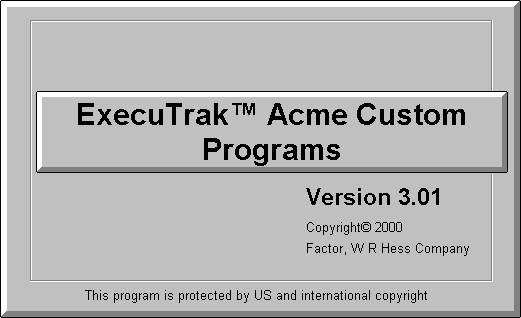 ExecuTrak™ Acme Custom
Programs
Version 3.01
Copyright© 2000
Factor, W R Hess Company
This program is protected by US and international copyright